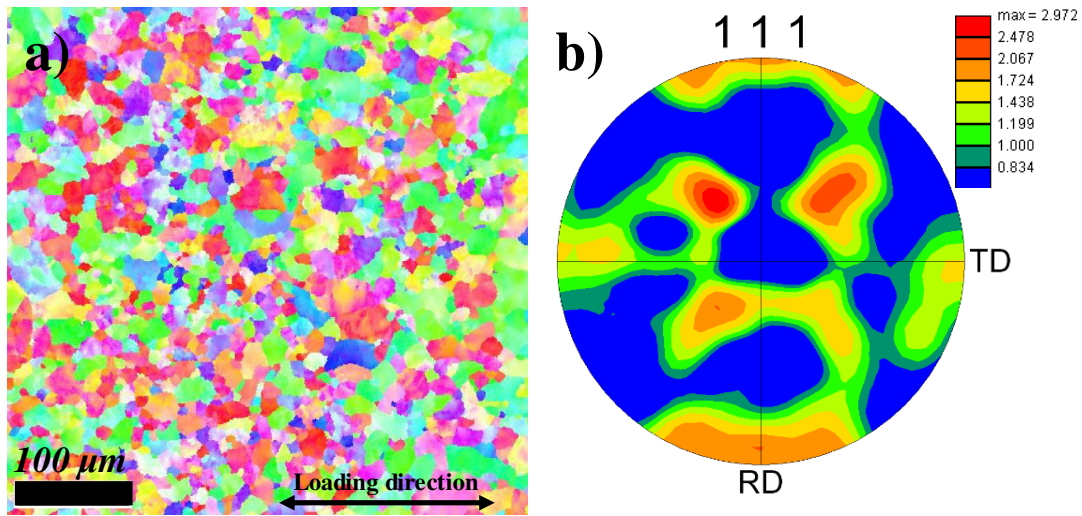 a)
100 μm
Loading direction
b)
1 1 1
TD
RD
max = 2.972
2.478
2.067
1.724
1.438
1.199
1.000
0.834